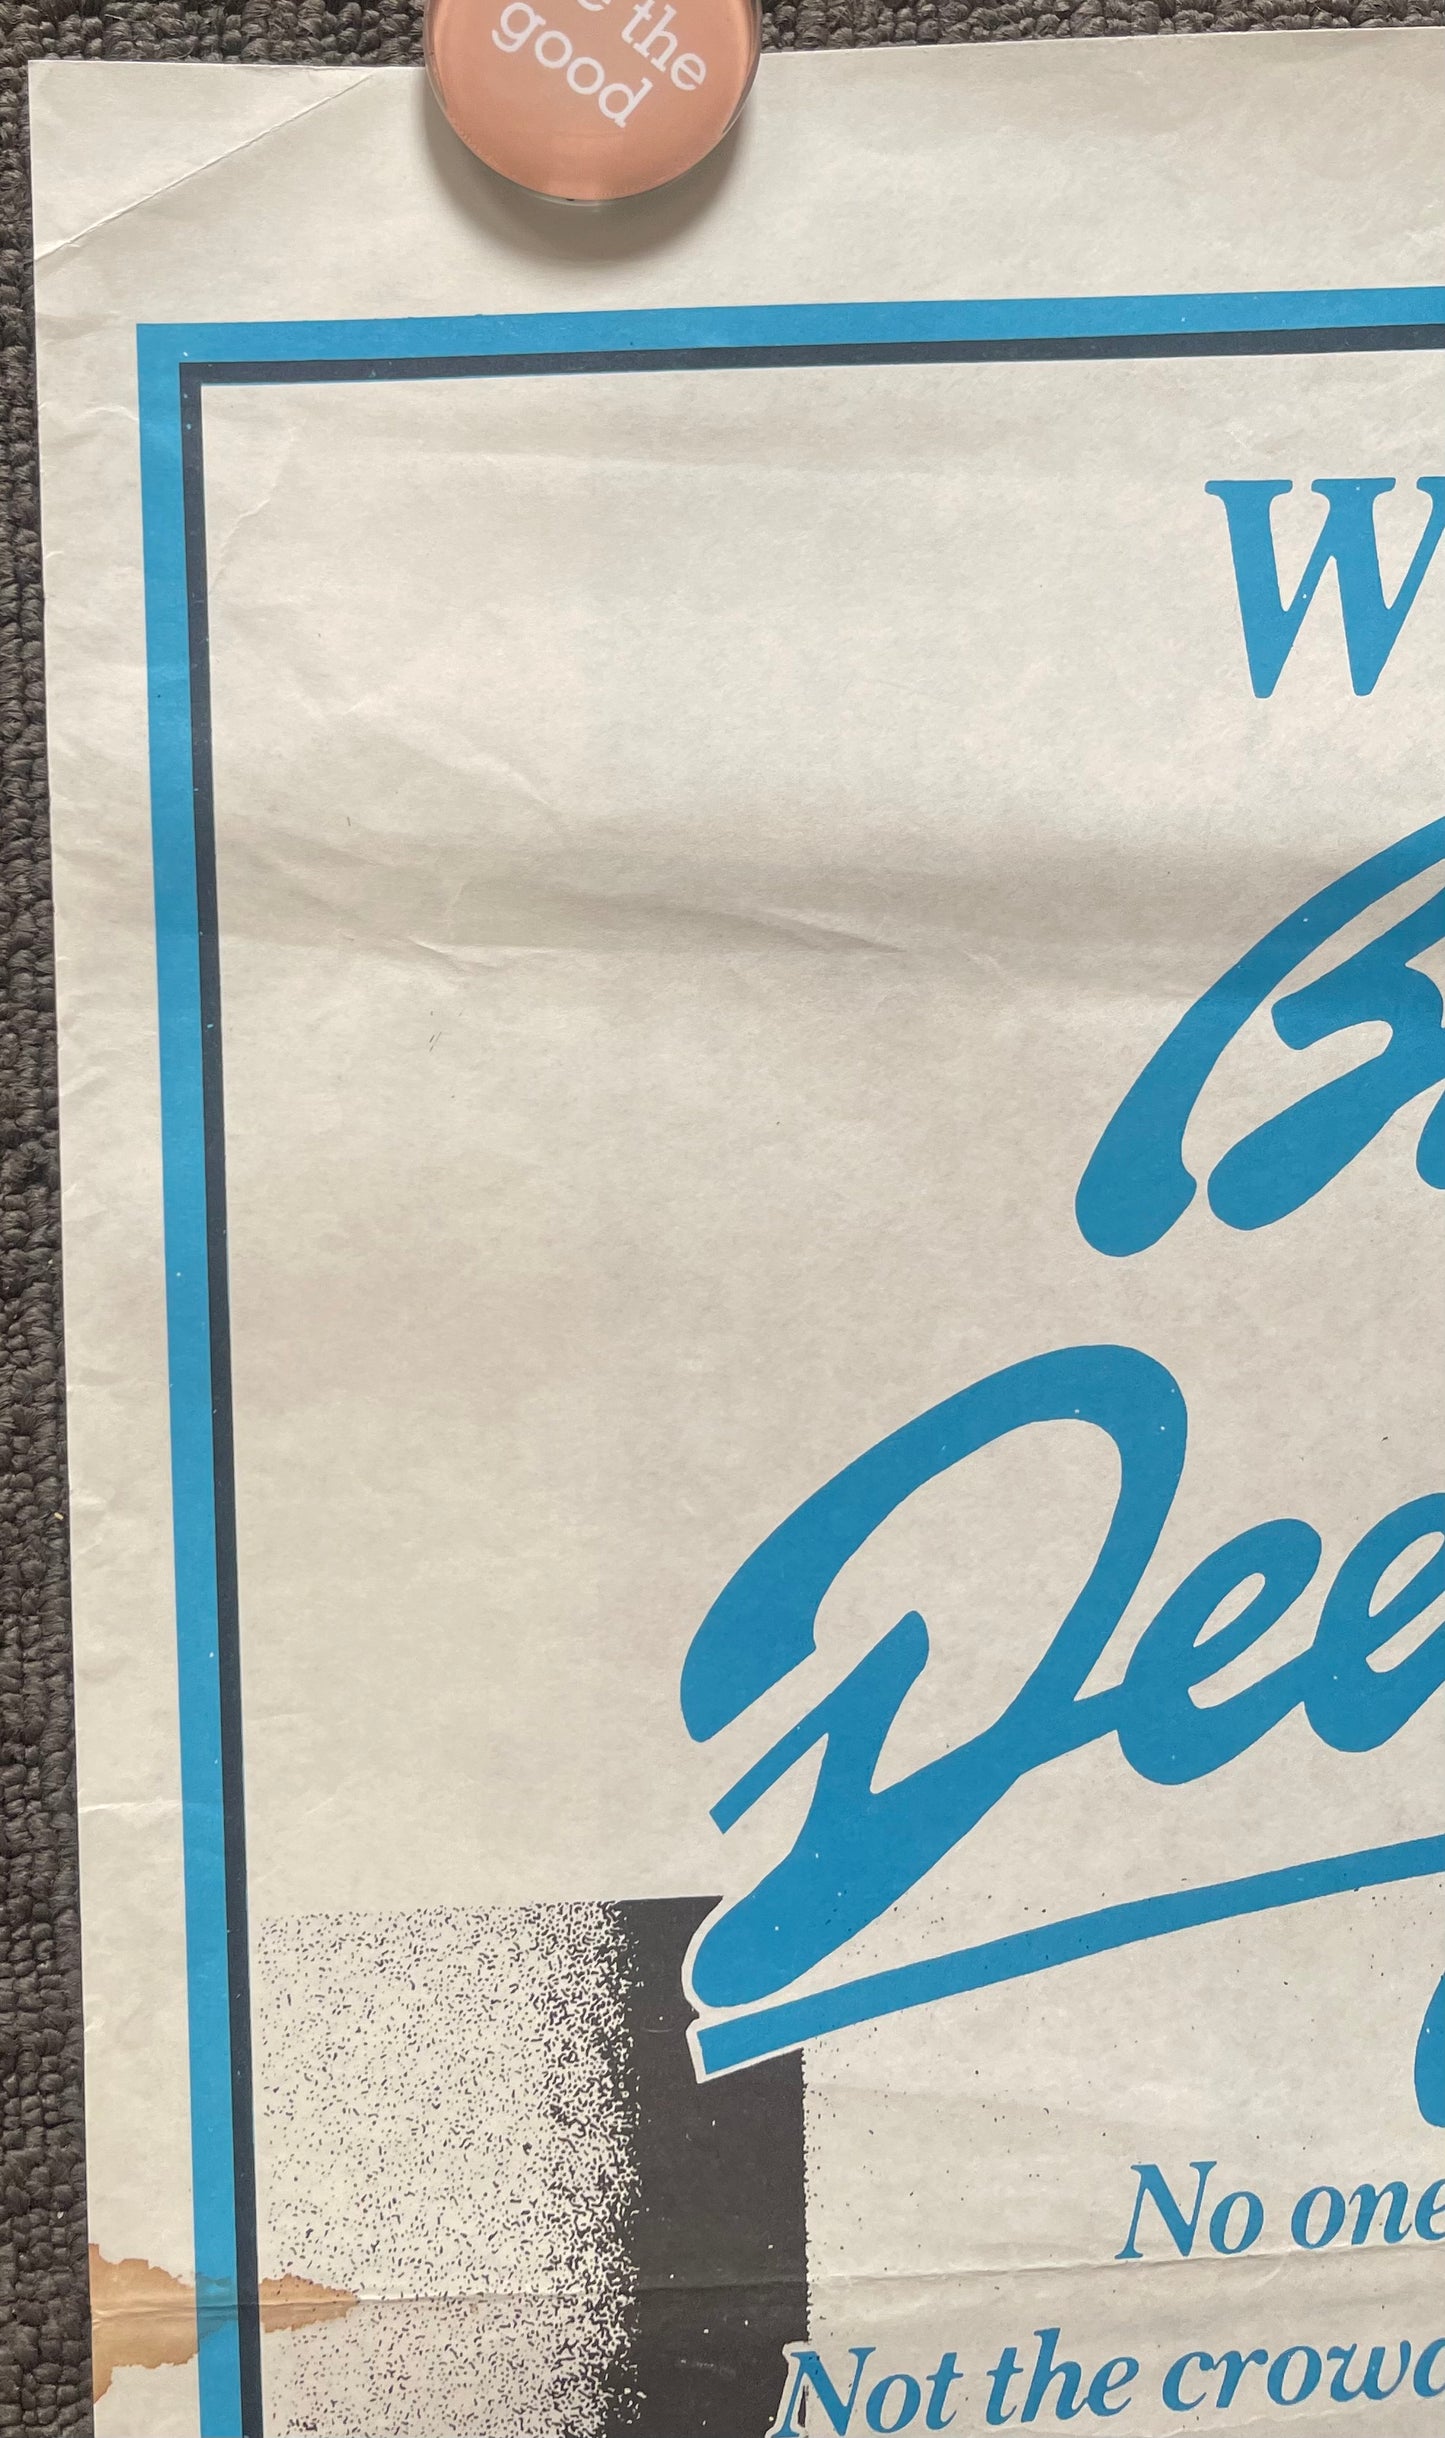 the
good
W
B
Dee
No one
Not the crowd